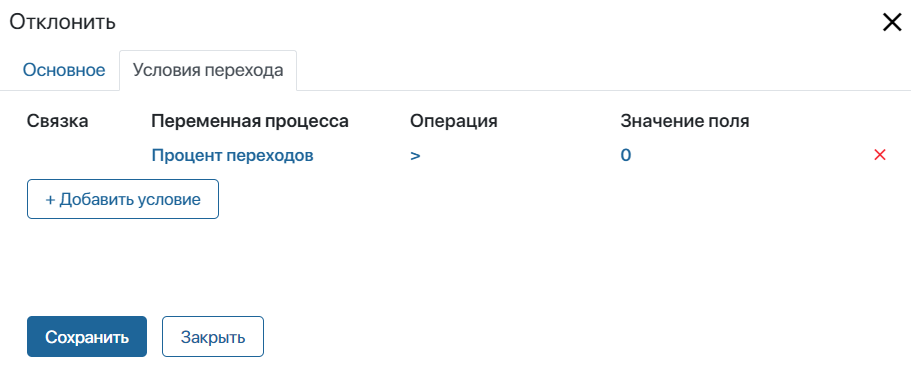 Отклонить
Основное Условия перехода
Связка Переменная процесса Операция Значение поля
Процент переходов > 0
+ Добавить условие
Сохранить Закрыть